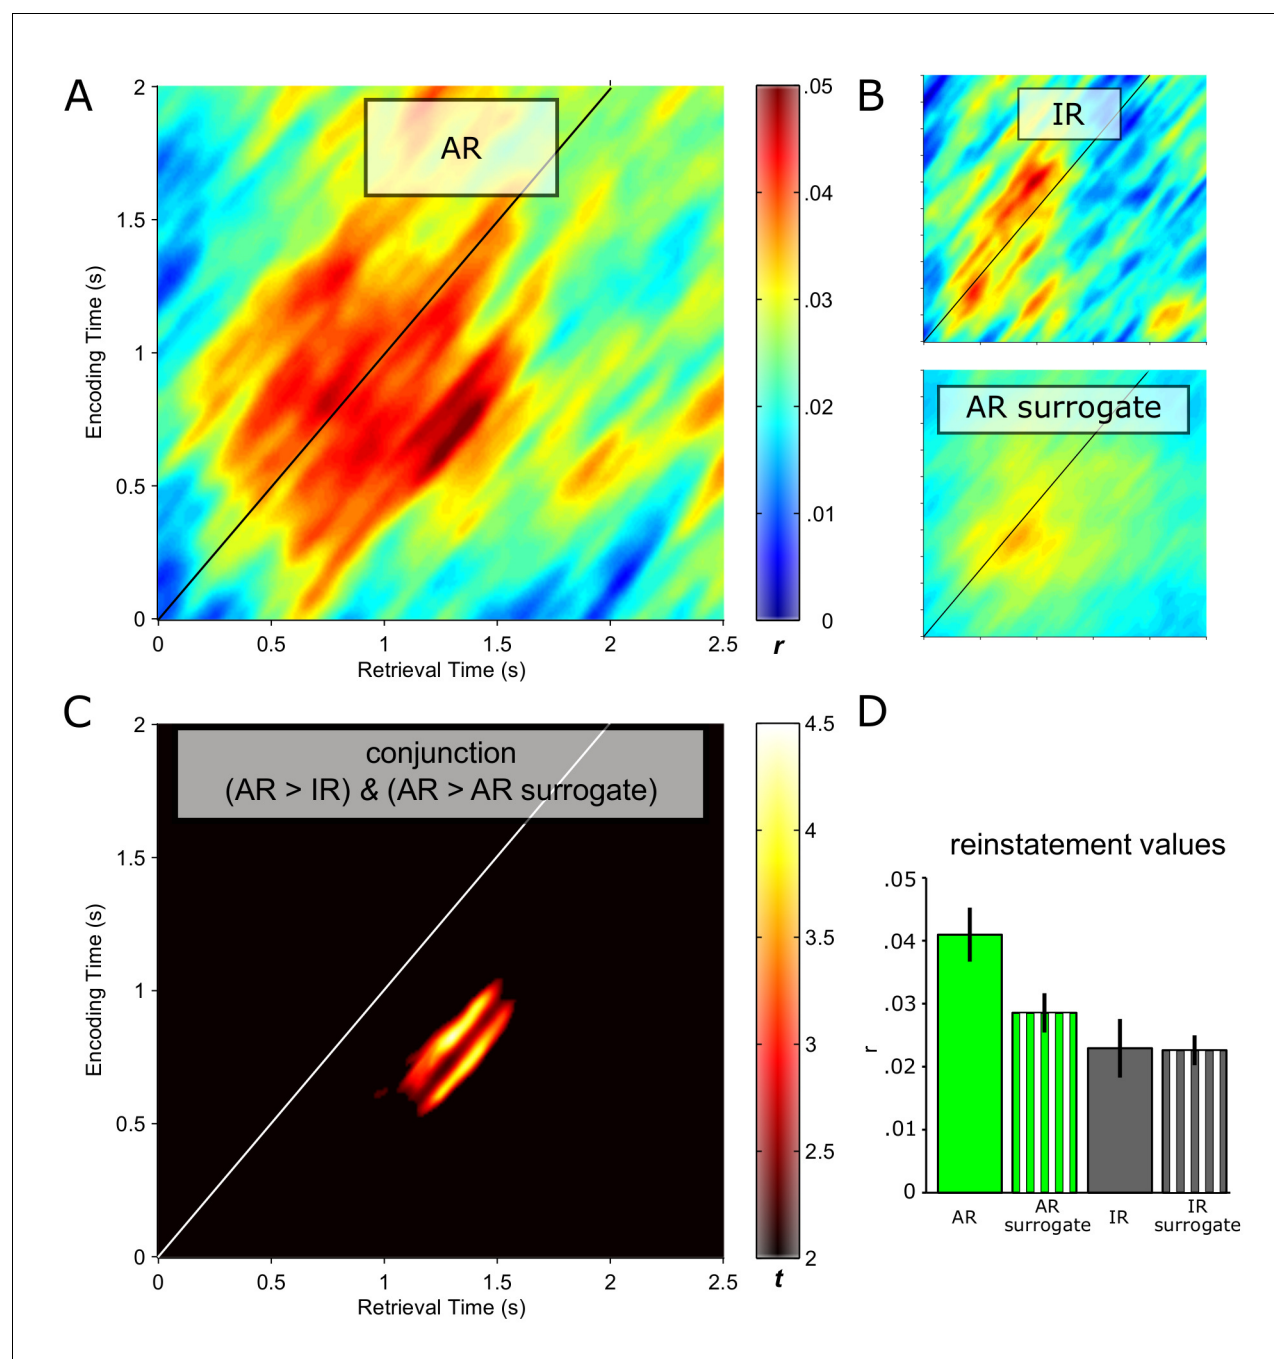 A
AR
2
1.5
1
0.5
0
Encoding Time (s)
0
0.5
1
1.5
2
2.5
Retrieval Time (s)
.05
.04
.03
.02
.01
0
r
B
IR
AR surrogate
C
conjunction
(AR > IR) & (AR > AR surrogate)
2
1.5
1
0.5
0
Encoding Time (s)
0
0.5
1
1.5
2
2.5
Retrieval Time (s)
4.5
4
3.5
3
2.5
2
t
D
reinstatement values
.05
.04
.03
.02
.01
0
r
AR
AR
surrogate
IR
IR
surrogate